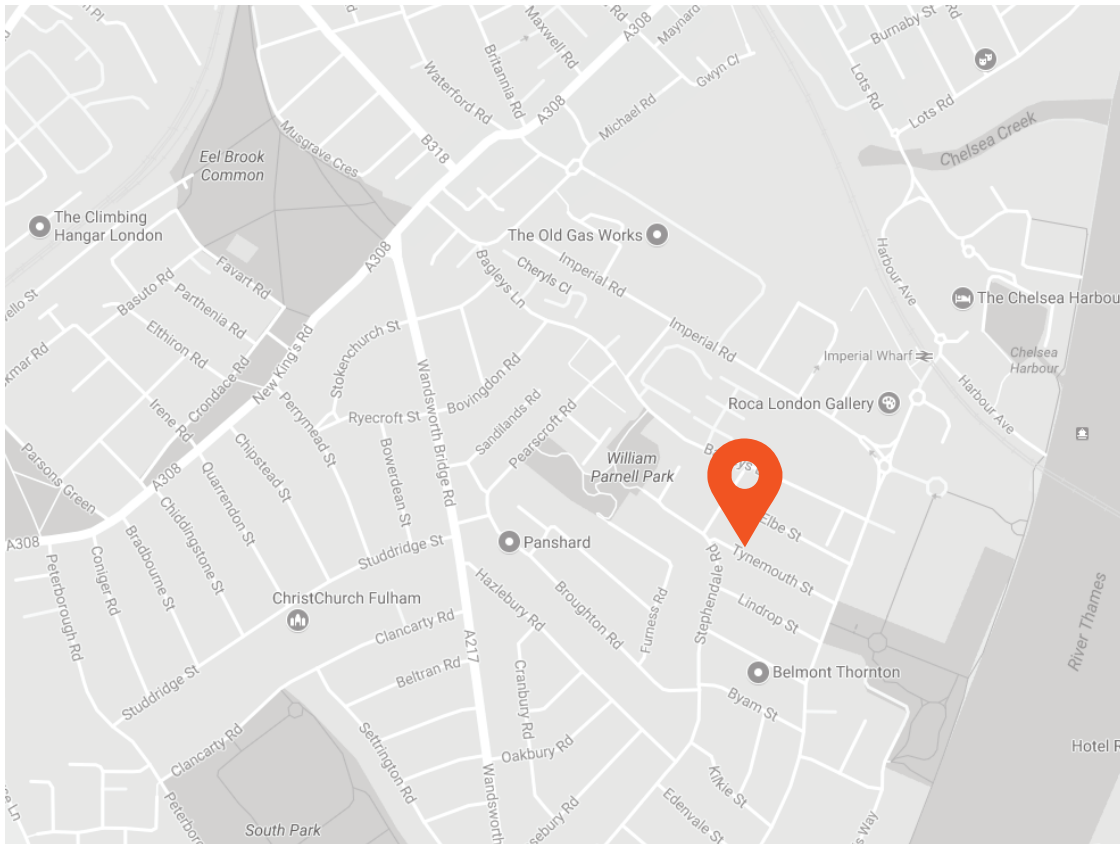 Burnaby St
Maxwell Rd
A308
Maynard
Britannia Rd
Waterford Rd
Gwyn Cl
Lots Rd
Lots Rd
A308
Michael Rd
Chelsea Creek
Musgrave Cres
B318
Eel Brook
Common
The Climbing
Hangar London
The Old Gas Works
A308
Harbour Ave
Bagleys Ln
Cheryls Cl
Imperial Rd
Favart Rd
Basuto Rd
Parthenia Rd
The Chelsea Harbou
Elthiron Rd
Stokenchurch St
Imperial Rd
Imperial Wharf
Chelsea
Harbour
New King's Rd
Crondace Rd
Wandsworth Bridge Rd
Bovingdon Rd
Harbour Ave
Irene Rd
Perrymead St
Ryecroft St
Sandilands Rd
Pearscroft Rd
Roca London Gallery
Parsons Green
Chipstead St
Bowerdean St
William
Parnell Park
A308
Quarrendon St
Chiddingstone St
Elbe St
A308
Bradbourne St
Studdridge St
Panshard
Tynemouth St
Coniger Rd
Peterborough Rd
ChristChurch Fulham
Hazlebury Rd
Broughton Rd
Furness Rd
Stephendale Rd
Lindrop St
River Thames
Clancarty Rd
A217
Beltran Rd
Cranbury Rd
Belmont Thornton
Studdridge St
Byam St
Clancarty Rd
Settrington Rd
Oakbury Rd
Hotel R
Wandsworth
Kilkie St
Edenvale St
South Park